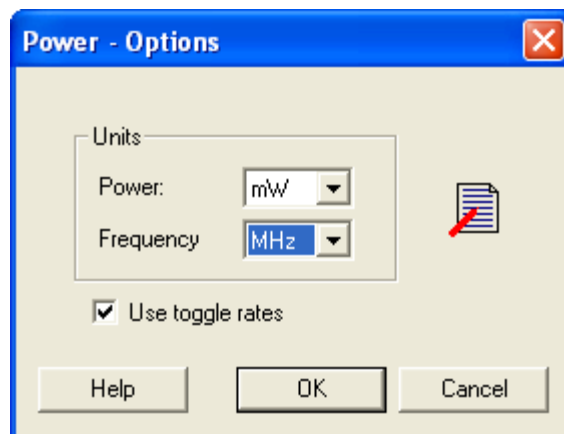 Power - Options
Units
Power: mW
Frequency MHz
Use toggle rates
Help OK Cancel